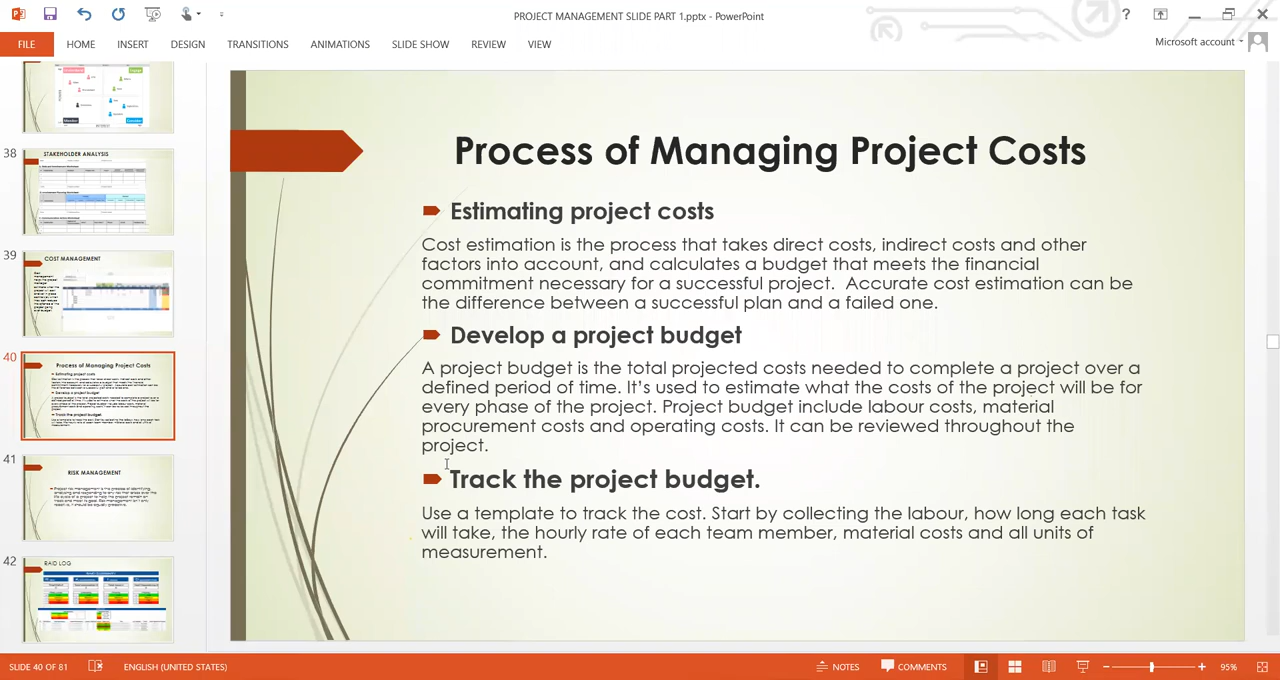 PROJECT MANAGEMENT SLIDE PART 1.pptx - PowerPoint
FILE HOME INSERT DESIGN TRANSITIONS ANIMATIONS SLIDE SHOW REVIEW VIEW
Microsoft account
38
STAKEHOLDER ANALYSIS
39
COST MANAGEMENT
40
Process of Managing Project Costs
41
RISK MANAGEMENT
42
RAID LOG
Process of Managing Project Costs
Estimating project costs
Cost estimation is the process that takes direct costs, indirect costs and other
factors into account, and calculates a budget that meets the financial
commitment necessary for a successful project. Accurate cost estimation can be
the difference between a successful plan and a failed one.
Develop a project budget
A project budget is the total projected costs needed to complete a project over a
defined period of time. It’s used to estimate what the costs of the project will be for
every phase of the project. Project budget include labour costs, material
procurement costs and operating costs. It can be reviewed throughout the
project.
Track the project budget.
Use a template to track the cost. Start by collecting the labour, how long each task
will take, the hourly rate of each team member, material costs and all units of
measurement.
SLIDE 40 OF 81 ENGLISH (UNITED STATES) NOTES COMMENTS 95%